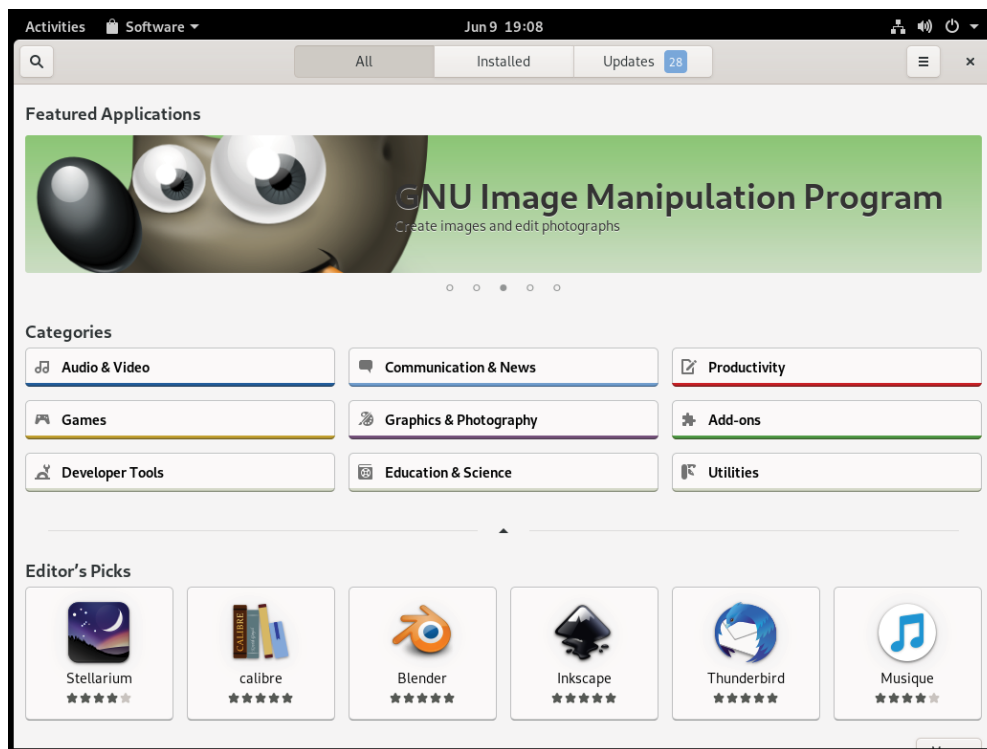 Activities Software Jun 9 19:08
All Installed Updates 28
Featured Applications
GNU Image Manipulation Program
Create images and edit photographs
Categories
Audio & Video Communication & News Productivity
Games Graphics & Photography Add-ons
Developer Tools Education & Science Utilities
Editor's Picks
CALIBRE
Stellarium calibre Blender Inkscape Thunderbird Musique